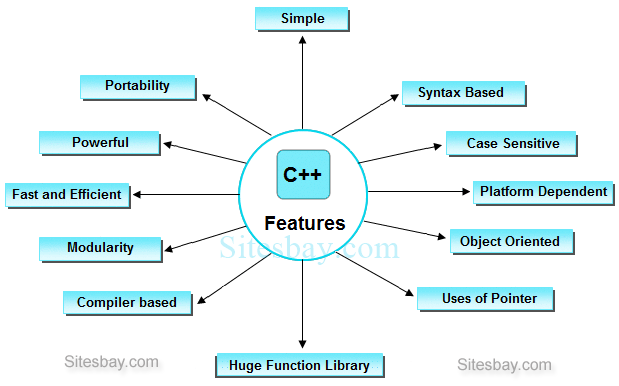 Simple
Portability
Syntax Based
Powerful
Case Sensitive
C++
Fast and Efficient
Platform Dependent
Features
Modularity
Object Oriented
Sitesbay.com
Compiler based
Uses of Pointer
Huge Function Library
Sitesbay.com
Sitesbay.com